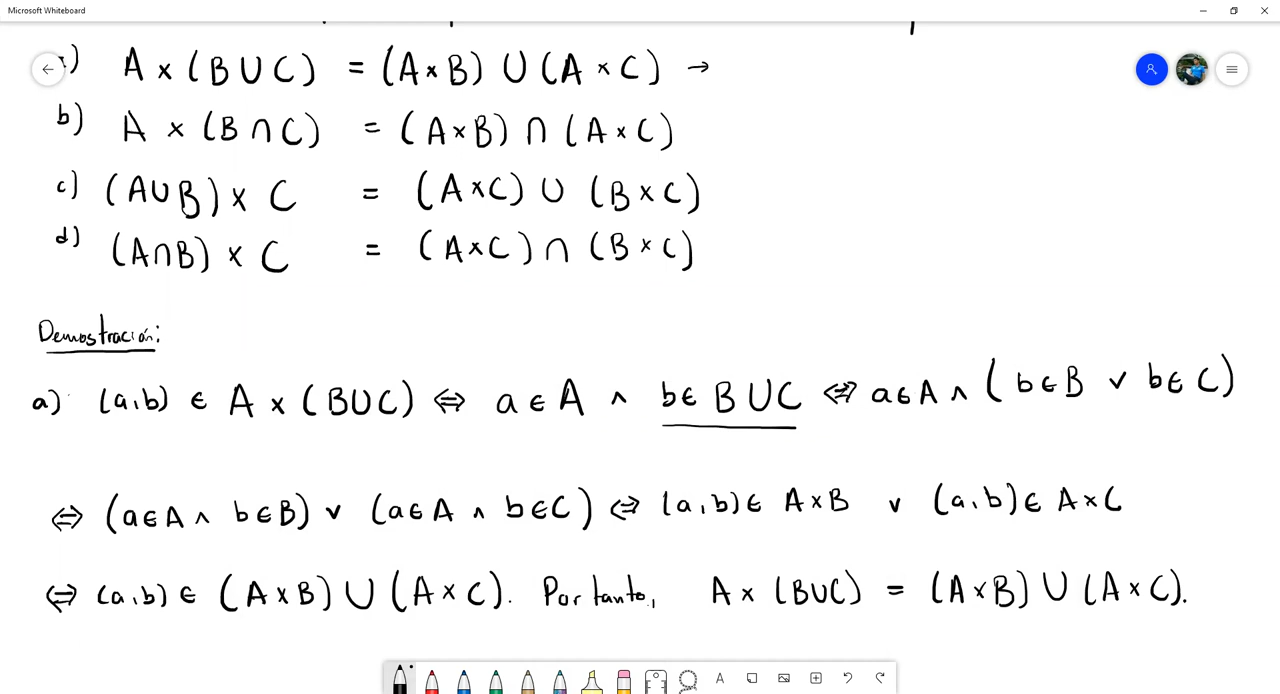 Microsoft Whiteboard
A × (B ∪ C) = (A×B) ∪ (A×C) →
b) A × (B ∩ C) = (A×B) ∩ (A×C)
c) (A∪B) × C = (A×C) ∪ (B×C)
d) (A∩B) × C = (A×C) ∩ (B×C)
Demostración:
a) (a,b) ∈ A × (B∪C) ⇔ a∈A ∧ b∈ B ∪ C ⇔ a∈A ∧ (b∈B ∨ b∈C)
⇔ (a∈A ∧ b∈B) ∨ (a∈A ∧ b∈C) ⇔ (a,b) ∈ A×B ∨ (a,b) ∈ A×C
⇔ (a,b) ∈ (A×B) ∪ (A×C). Por tanto, A × (B∪C) = (A×B) ∪ (A×C).
A